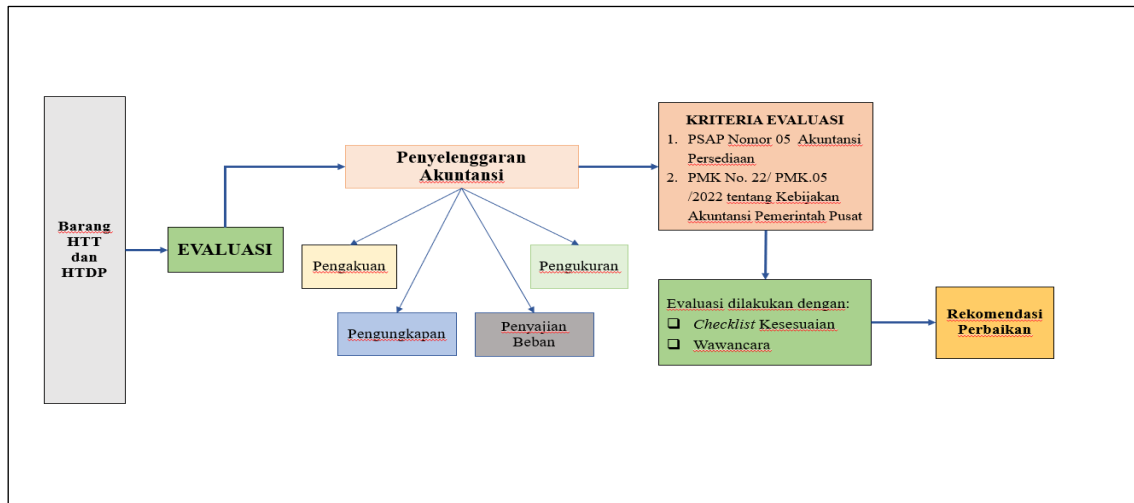 Barang
HTT
dan
HTDP
EVALUASI
Penyelenggaran
Akuntansi
Pengakuan
Pengukuran
Pengungkapan
Penyajian
Beban
KRITERIA EVALUASI
1. PSAP Nomor 05 Akuntansi
Persediaan
2. PMK No. 22/ PMK.05
/2022 tentang Kebijakan
Akuntansi Pemerintah Pusat
Evaluasi dilakukan dengan:
❑ Checklist Kesesuaian
❑ Wawancara
Rekomendasi
Perbaikan